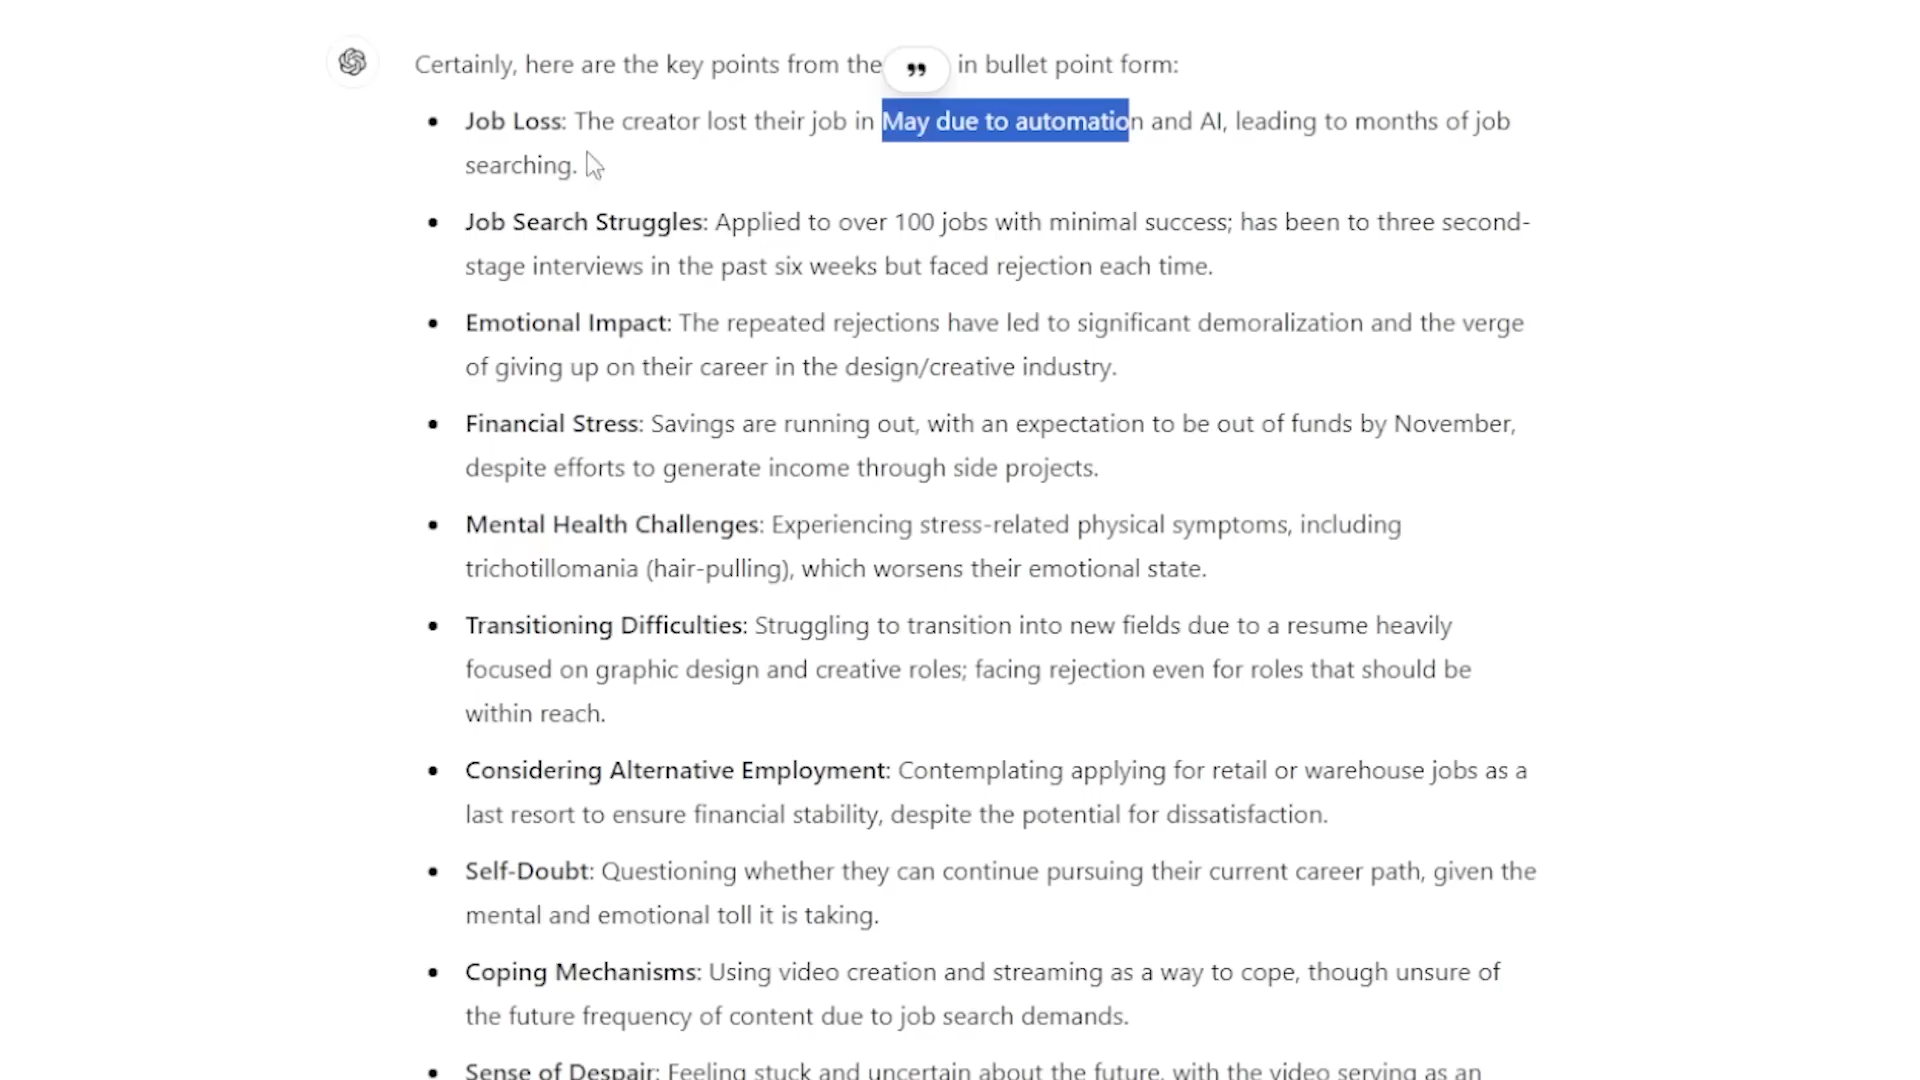 Certainly, here are the key points from the in bullet point form:
• Job Loss: The creator lost their job in May due to automation and AI, leading to months of job
searching.
• Job Search Struggles: Applied to over 100 jobs with minimal success; has been to three second-
stage interviews in the past six weeks but faced rejection each time.
• Emotional Impact: The repeated rejections have led to significant demoralization and the verge
of giving up on their career in the design/creative industry.
• Financial Stress: Savings are running out, with an expectation to be out of funds by November,
despite efforts to generate income through side projects.
• Mental Health Challenges: Experiencing stress-related physical symptoms, including
trichotillomania (hair-pulling), which worsens their emotional state.
• Transitioning Difficulties: Struggling to transition into new fields due to a resume heavily
focused on graphic design and creative roles; facing rejection even for roles that should be
within reach.
• Considering Alternative Employment: Contemplating applying for retail or warehouse jobs as a
last resort to ensure financial stability, despite the potential for dissatisfaction.
• Self-Doubt: Questioning whether they can continue pursuing their current career path, given the
mental and emotional toll it is taking.
• Coping Mechanisms: Using video creation and streaming as a way to cope, though unsure of
the future frequency of content due to job search demands.
• Sense of Despair: Feeling stuck and uncertain about the future, with the video serving as an